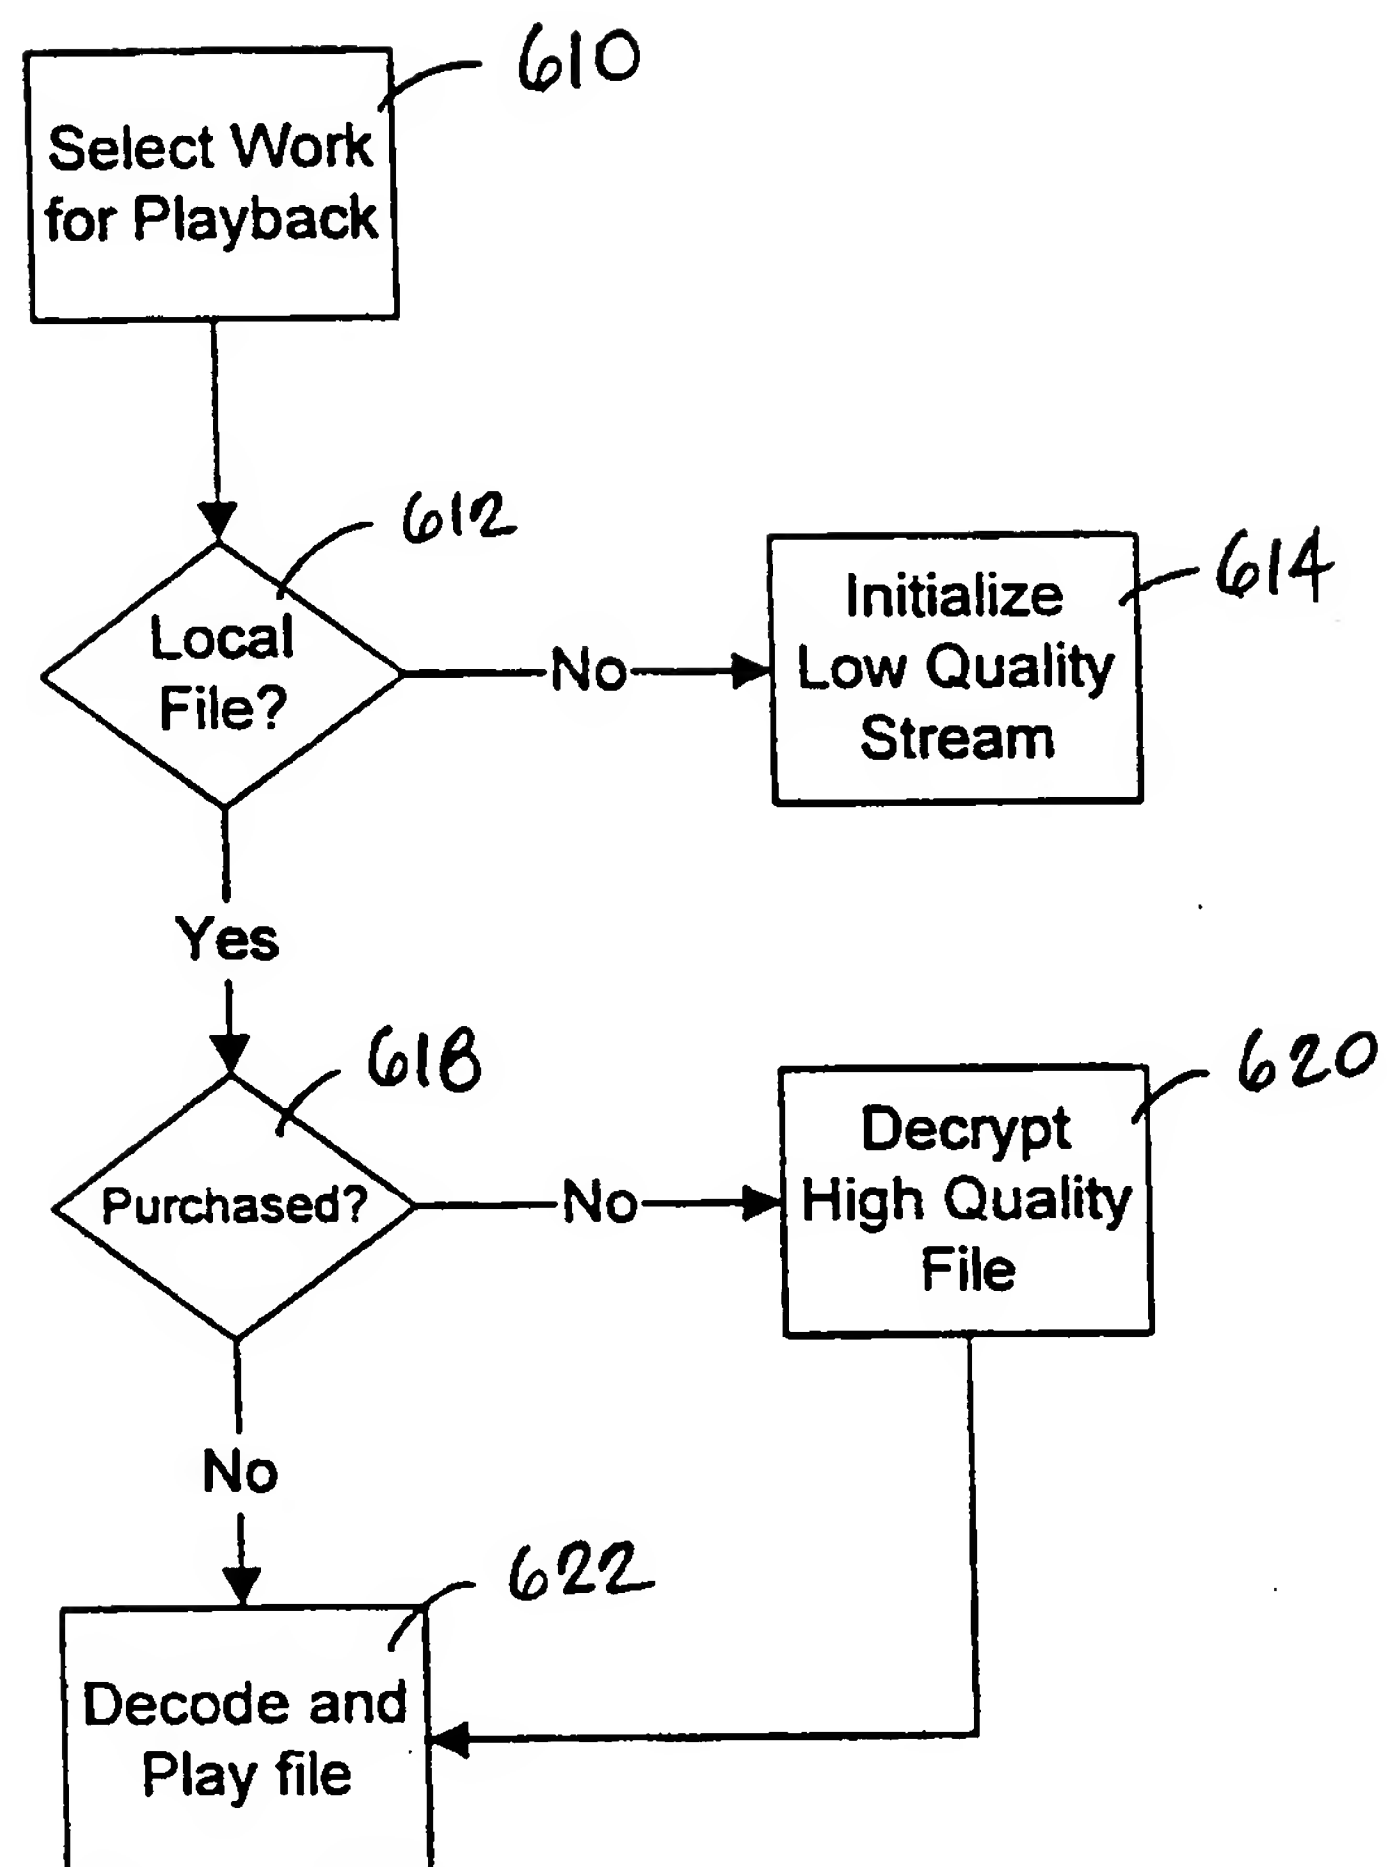 610
Select Work
for Playback
612
Local
File?
No
614
Initialize
Low Quality
Stream
Yes
618
Purchased?
No
620
Decrypt
High Quality
File
No
622
Decode and
Play file